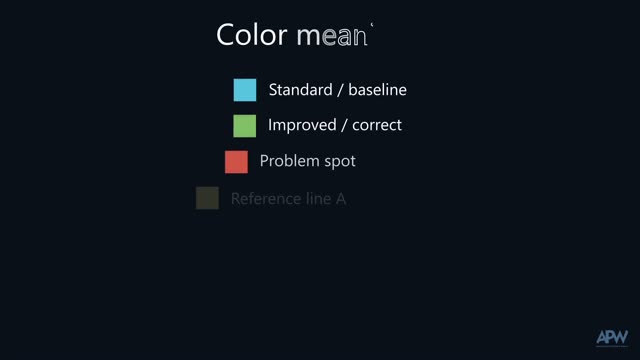 Color mean
Standard / baseline
Improved / correct
Problem spot
Reference line A
APW